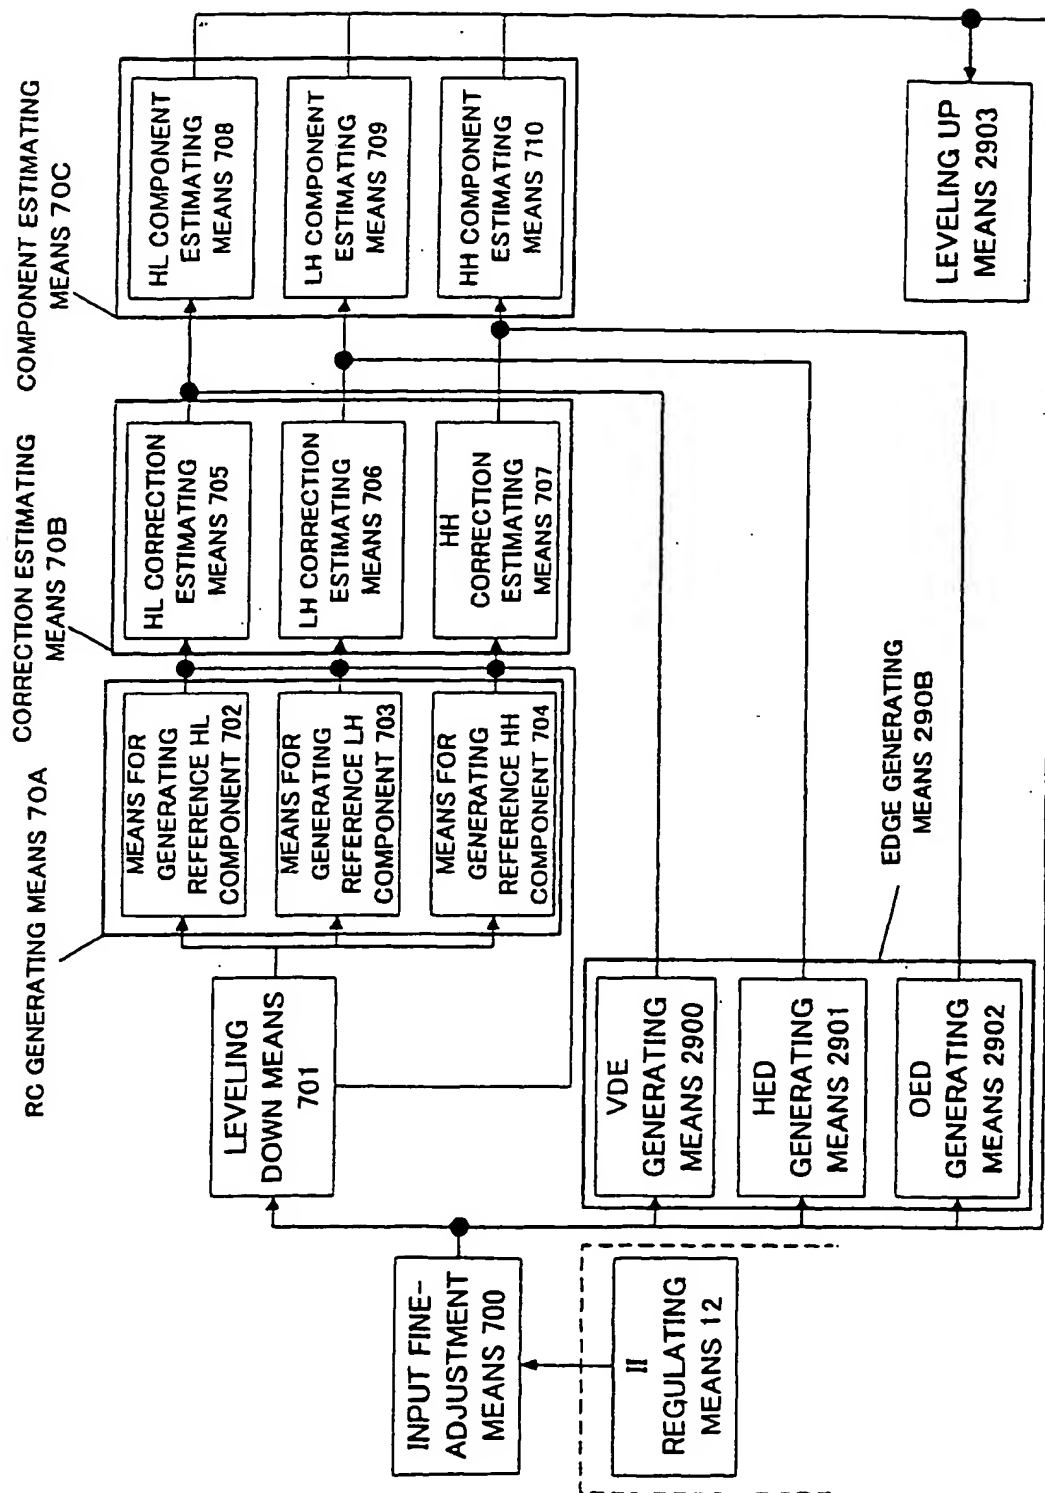 RC GENERATING MEANS 70A
CORRECTION ESTIMATING
MEANS 70B
COMPONENT ESTIMATING
MEANS 70C
INPUT FINE-
ADJUSTMENT
MEANS 700
II
REGULATING
MEANS 12
LEVELING
DOWN MEANS
701
MEANS FOR
GENERATING
REFERENCE HL
COMPONENT 702
MEANS FOR
GENERATING
REFERENCE LH
COMPONENT 703
MEANS FOR
GENERATING
REFERENCE HH
COMPONENT 704
HL CORRECTION
ESTIMATING
MEANS 705
LH CORRECTION
ESTIMATING
MEANS 706
HH
CORRECTION
ESTIMATING
MEANS 707
HL COMPONENT
ESTIMATING
MEANS 708
LH COMPONENT
ESTIMATING
MEANS 709
HH COMPONENT
ESTIMATING
MEANS 710
VDE
GENERATING
MEANS 2900
HED
GENERATING
MEANS 2901
OED
GENERATING
MEANS 2902
EDGE GENERATING
MEANS 290B
LEVELING UP
MEANS 2903